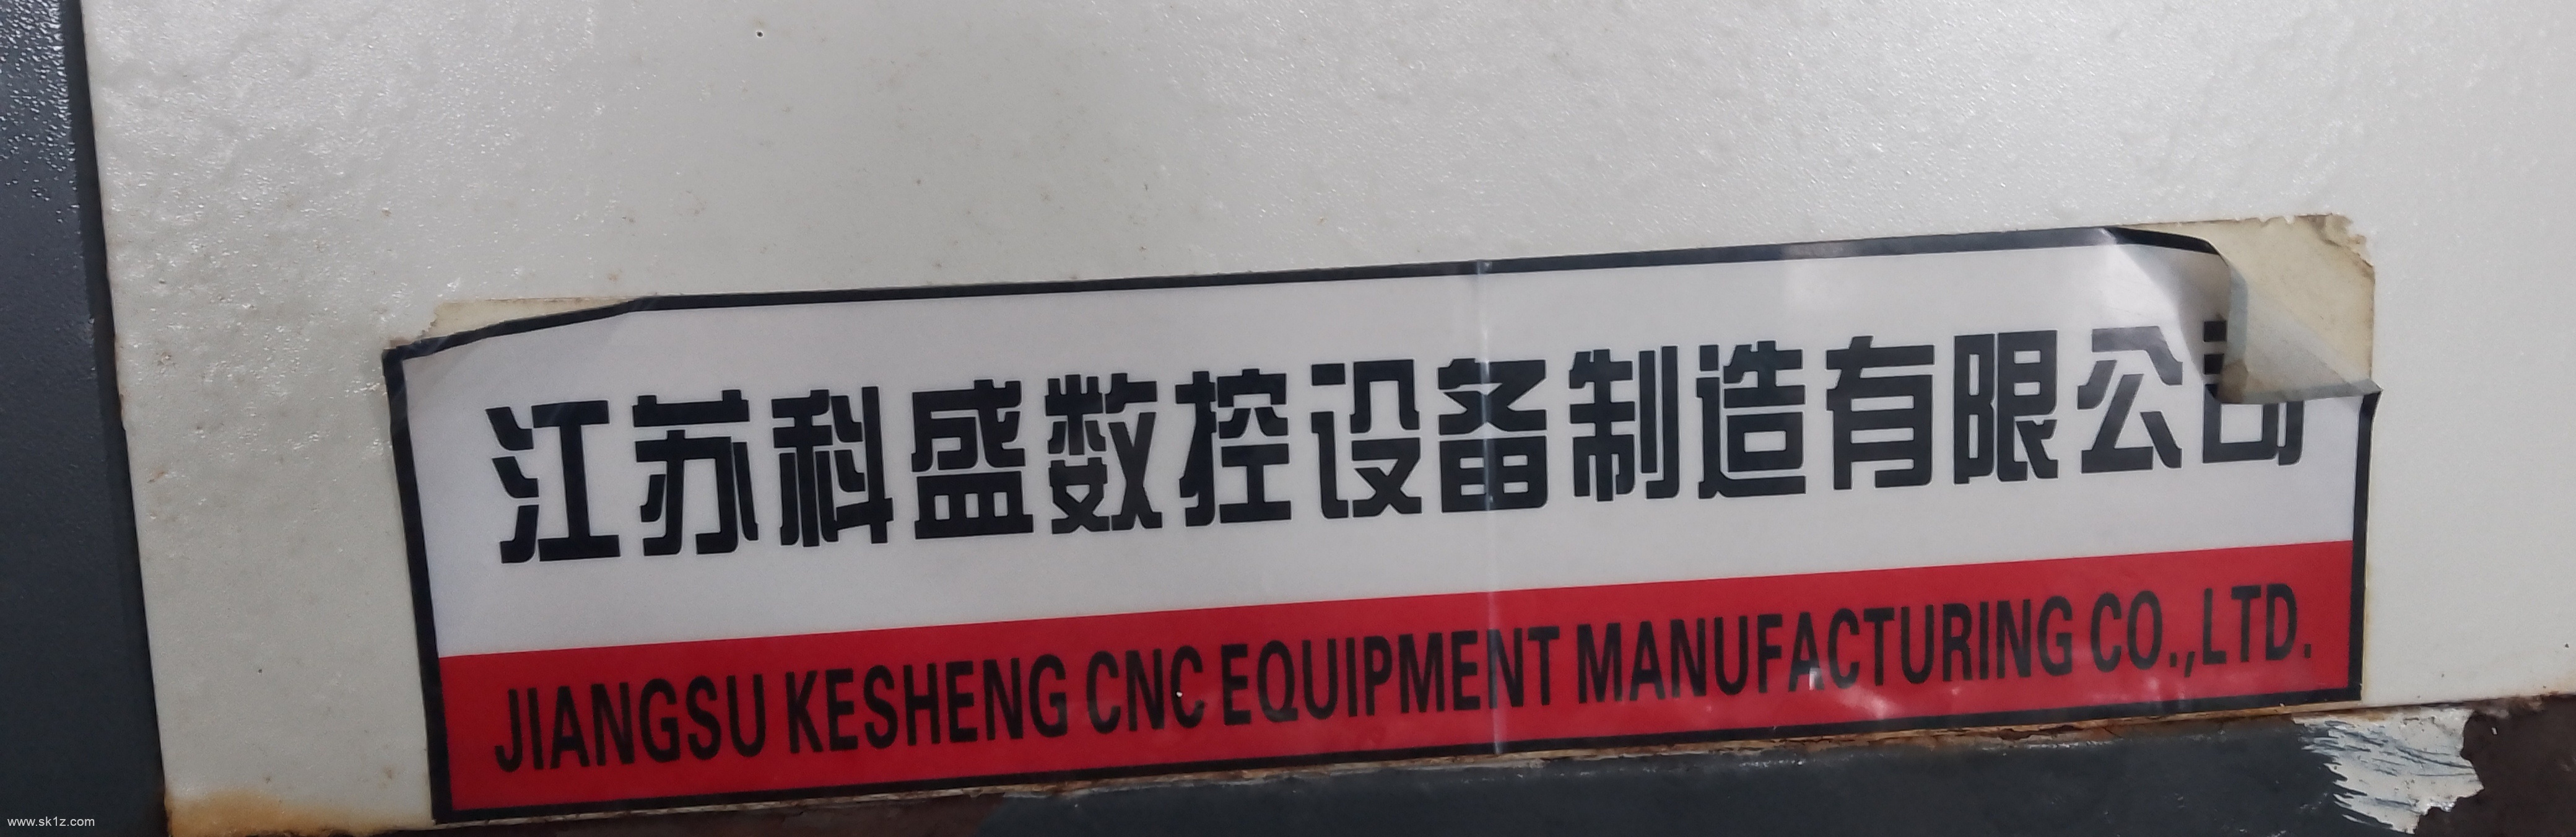 江苏科盛数控设备制造有限公司
JIANGSU KESHENG CNC EQUIPMENT MANUFACTURING CO.,LTD.
www.sk1z.com